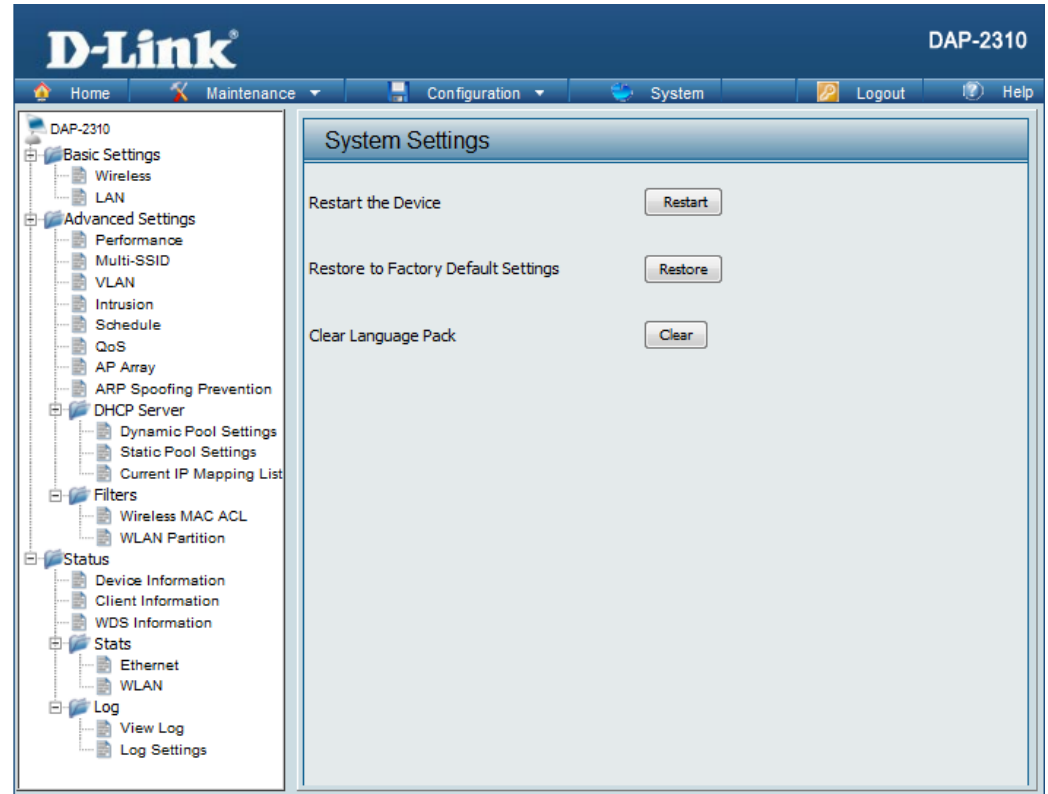 D-Link®
DAP-2310
Home Maintenance Configuration System Logout Help
DAP-2310
Basic Settings
Wireless
LAN
Advanced Settings
Performance
Multi-SSID
VLAN
Intrusion
Schedule
QoS
AP Array
ARP Spoofing Prevention
DHCP Server
Dynamic Pool Settings
Static Pool Settings
Current IP Mapping List
Filters
Wireless MAC ACL
WLAN Partition
Status
Device Information
Client Information
WDS Information
Stats
Ethernet
WLAN
Log
View Log
Log Settings
System Settings
Restart the Device Restart
Restore to Factory Default Settings Restore
Clear Language Pack Clear